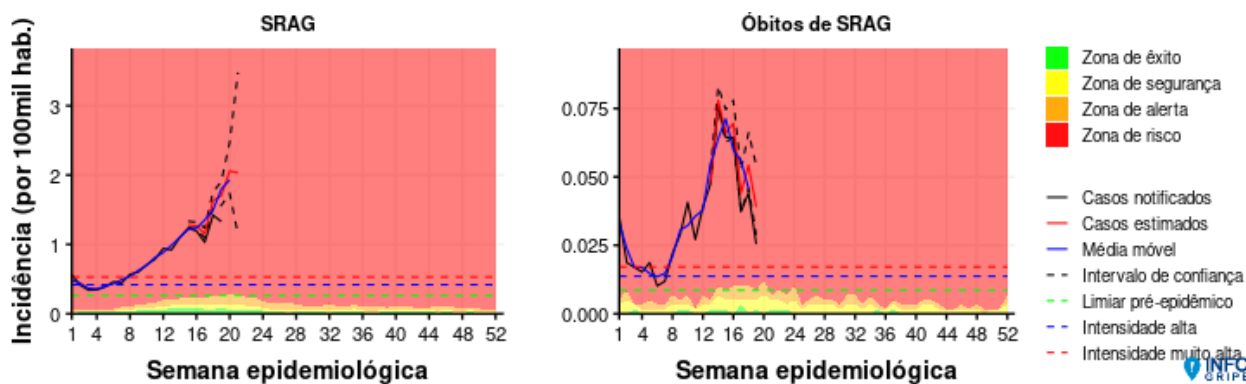 SRAG
Óbitos de SRAG
Incidência (por 100mil hab.)
3
2
1
0
1 4 8 12 16 20 24 28 32 36 40 44 48 52
Semana epidemiológica
0.075
0.050
0.025
0.000
1 4 8 12 16 20 24 28 32 36 40 44 48 52
Semana epidemiológica
Zona de êxito
Zona de segurança
Zona de alerta
Zona de risco
Casos notificados
Casos estimados
Média móvel
Intervalo de confiança
Limiar pré-epidêmico
Intensidade alta
Intensidade muito alta
INFO
GRIPE